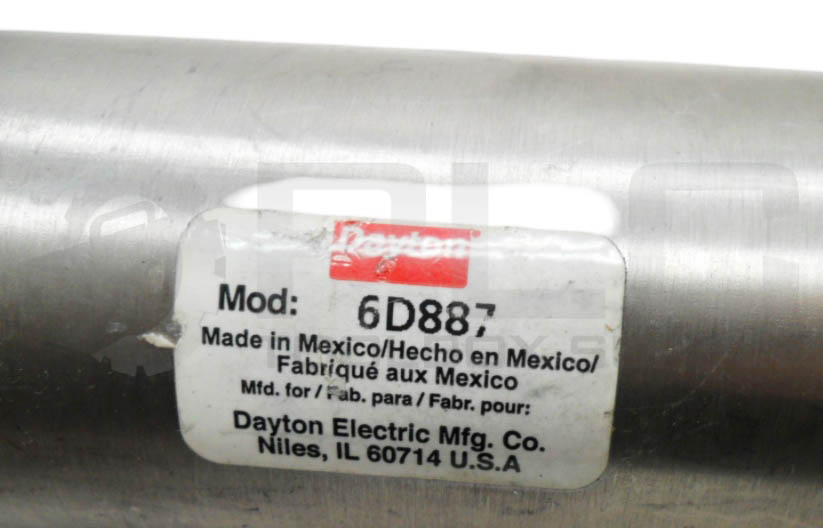 Dayton
Mod: 6D887
Made in Mexico/Hecho en Mexico/
Fabriqué aux Mexico
Mfd. for / Fab. para / Fabr. pour:
Dayton Electric Mfg. Co.
Niles, IL 60714 U.S.A